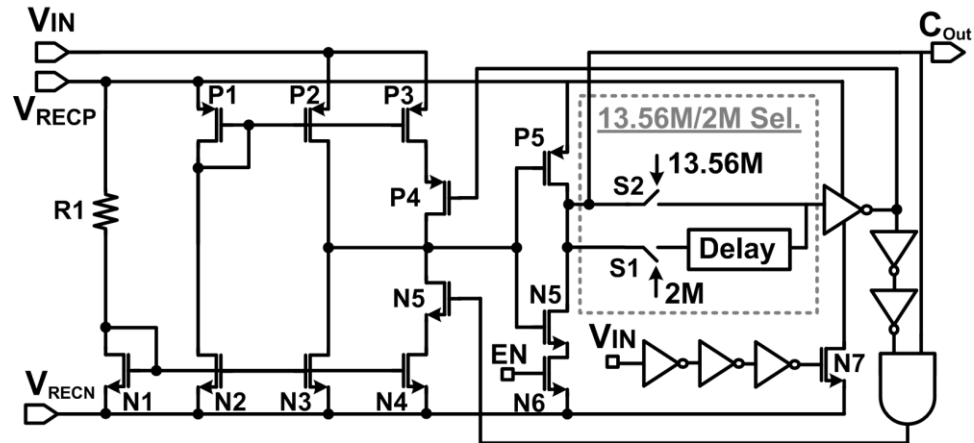 VIN
COut
VRECP
P1
P2
P3
13.56M/2M Sel.
P5
13.56M
S2
P4
R1
Delay
S1
2M
N5
N5
VIN
EN
N7
VRECN
N1
N2
N3
N4
N6